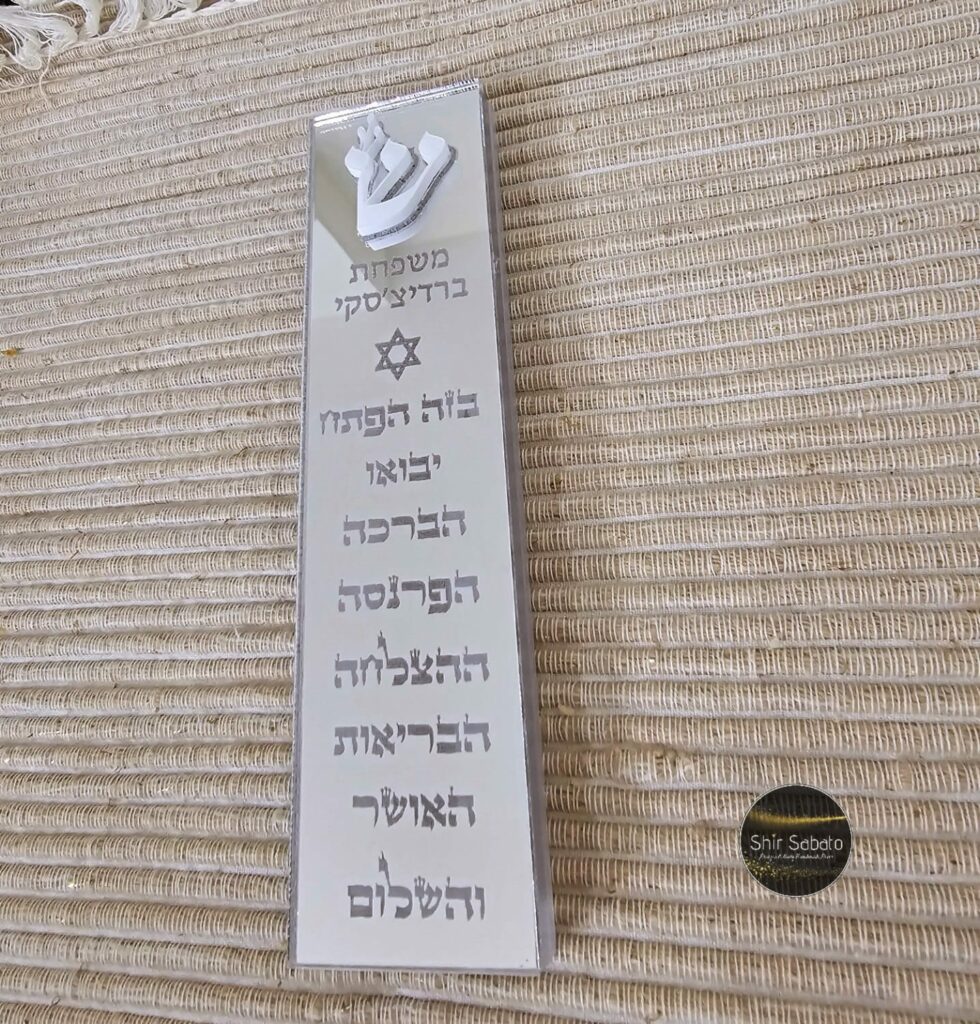 ש
משפחת
ברדיצ'סקי
בזה הפתח
יבואו
הברכה
הפרנסה
ההצלחה
הבריאות
האושר
והשלום
Shir Sabato